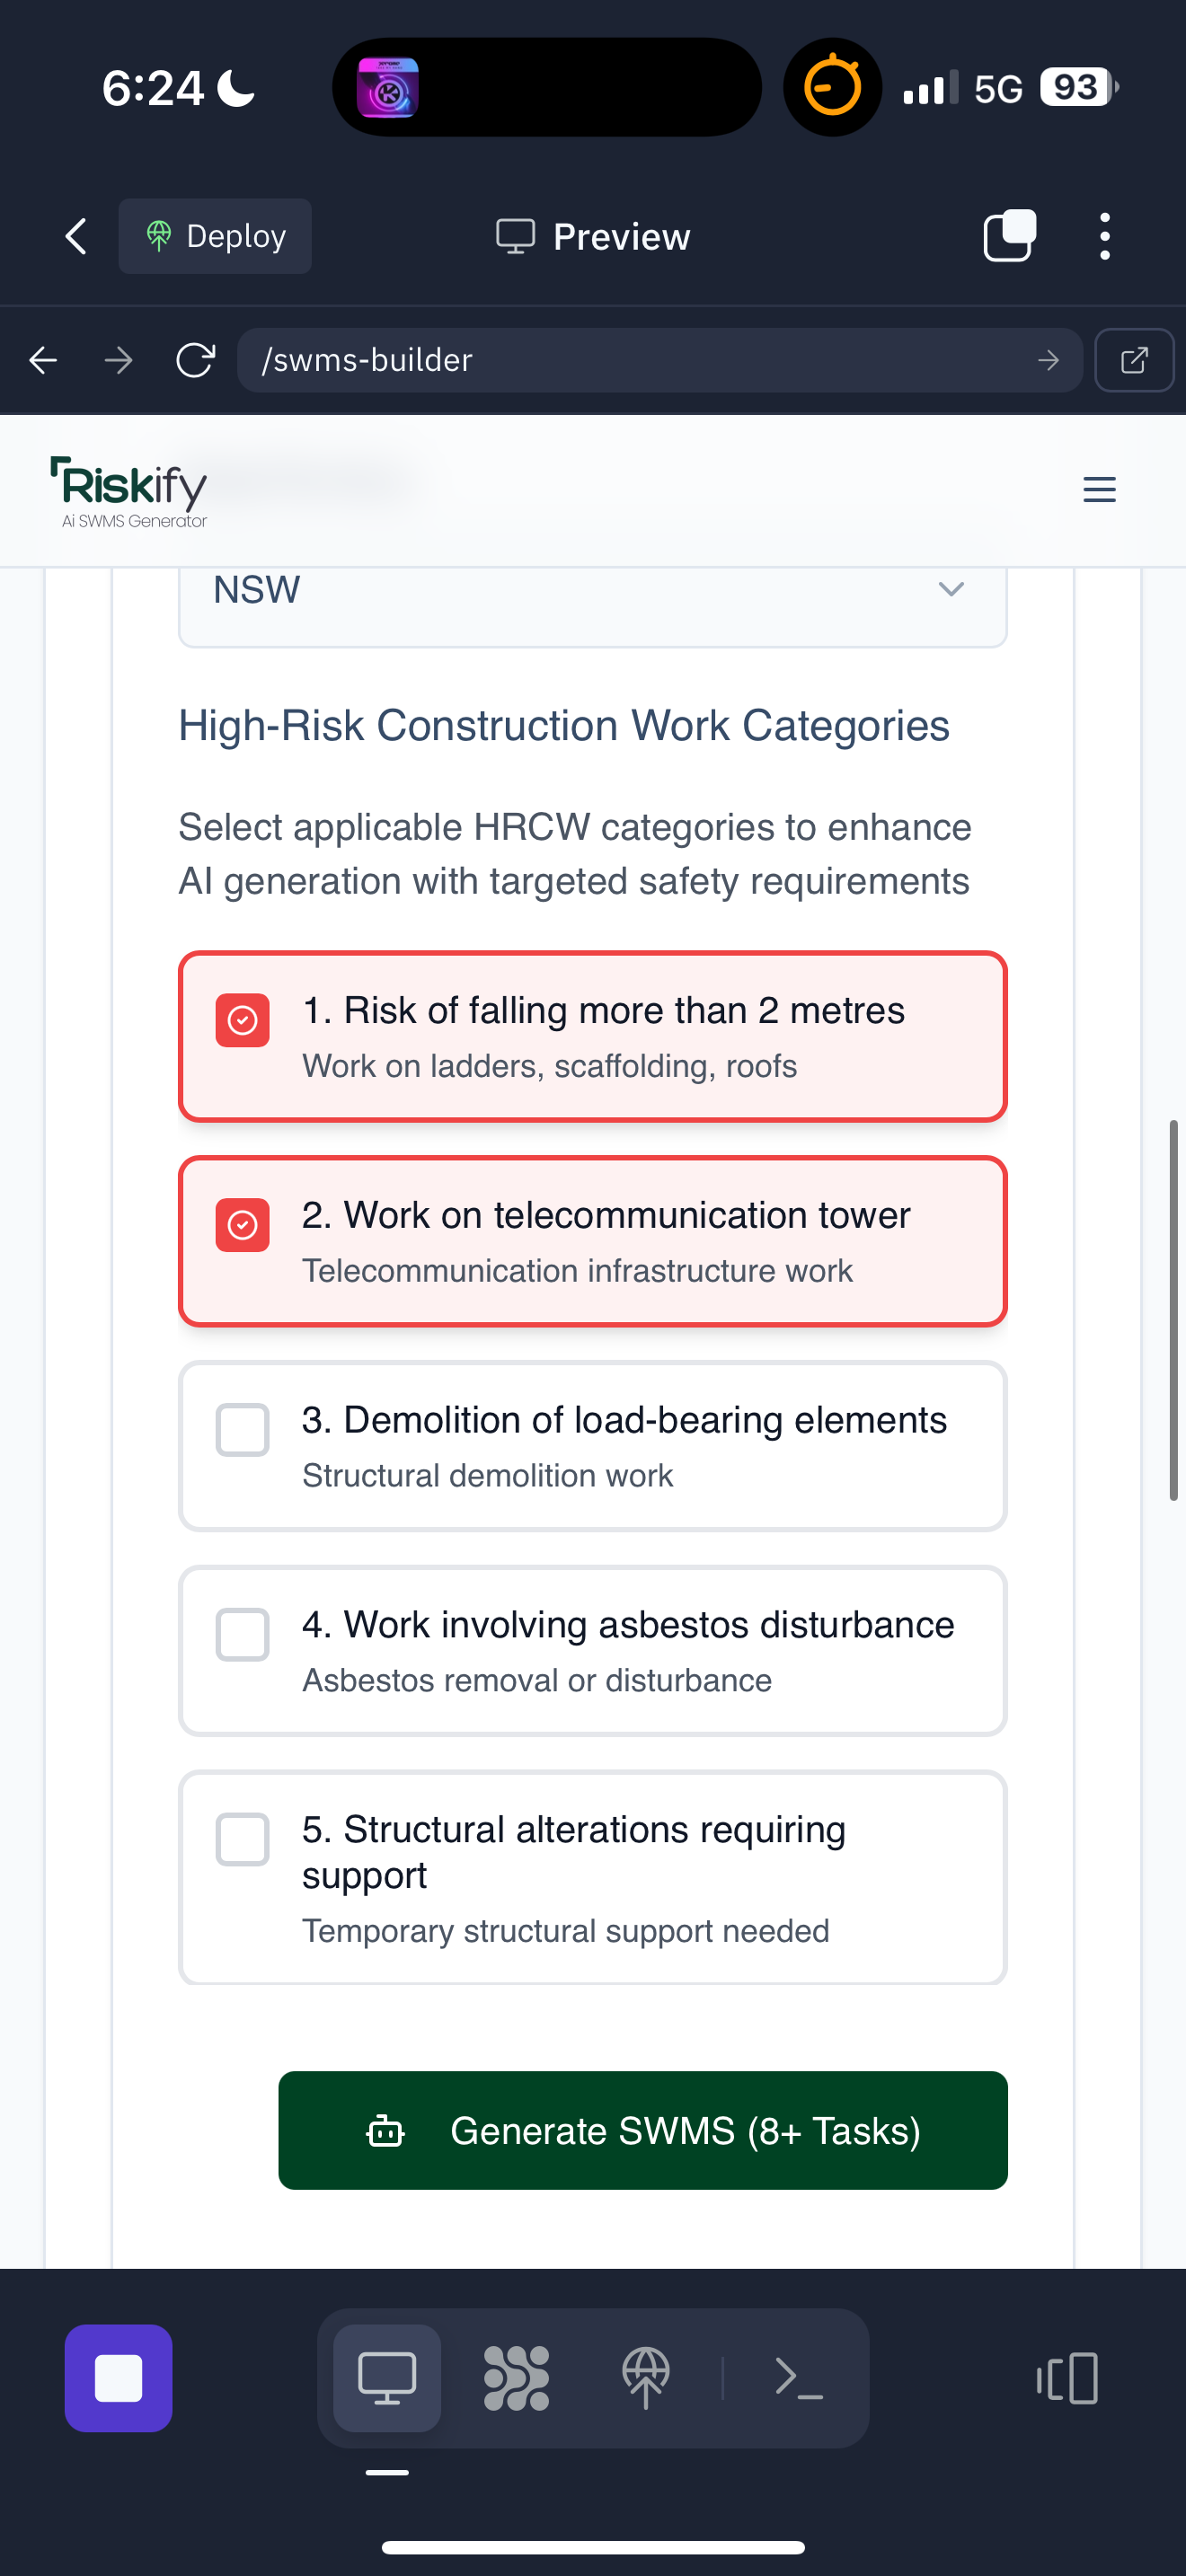 6:24
5G
93
Deploy
Preview
/swms-builder
Riskify
Ai SWMS Generator
NSW
High-Risk Construction Work Categories
Select applicable HRCW categories to enhance
AI generation with targeted safety requirements
1. Risk of falling more than 2 metres
Work on ladders, scaffolding, roofs
2. Work on telecommunication tower
Telecommunication infrastructure work
3. Demolition of load-bearing elements
Structural demolition work
4. Work involving asbestos disturbance
Asbestos removal or disturbance
5. Structural alterations requiring
support
Temporary structural support needed
Generate SWMS (8+ Tasks)